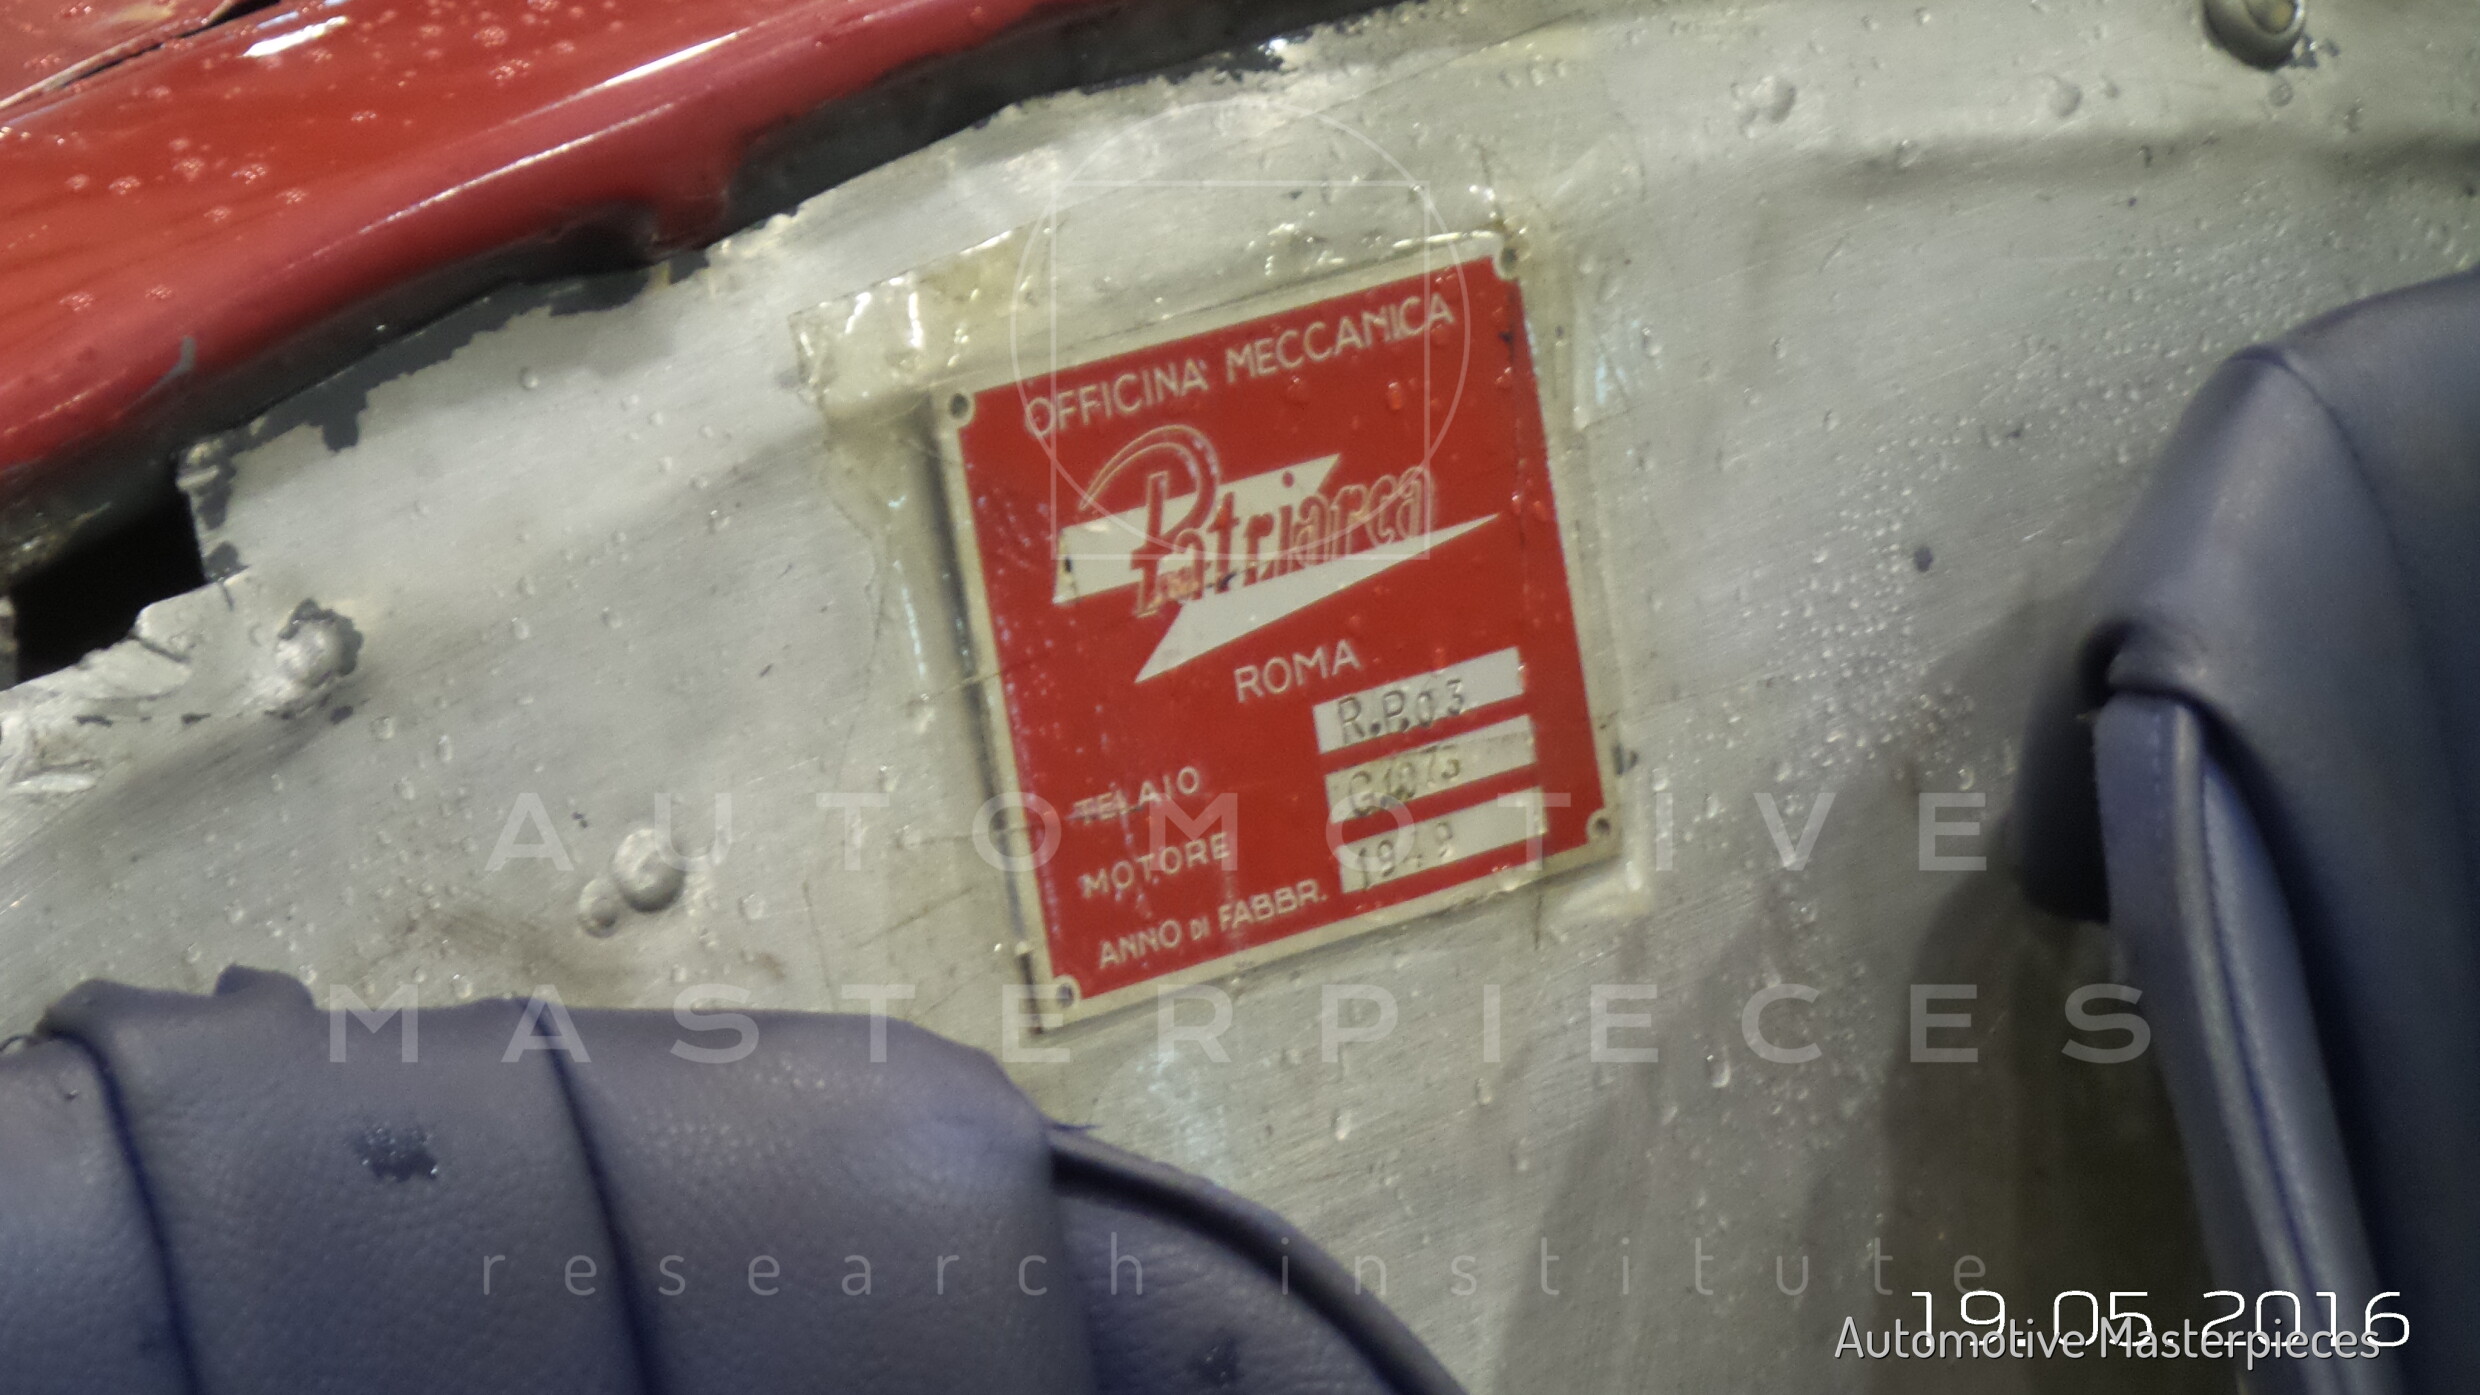 OFFICINA MECCANICA
Patriarca
ROMA
TELAIO R.P.03
MOTORE
ANNO DI FABBR. 1949
AUTOMOTIVE
MASTERPIECES
research institute
19.05.2016
Automotive Masterpieces